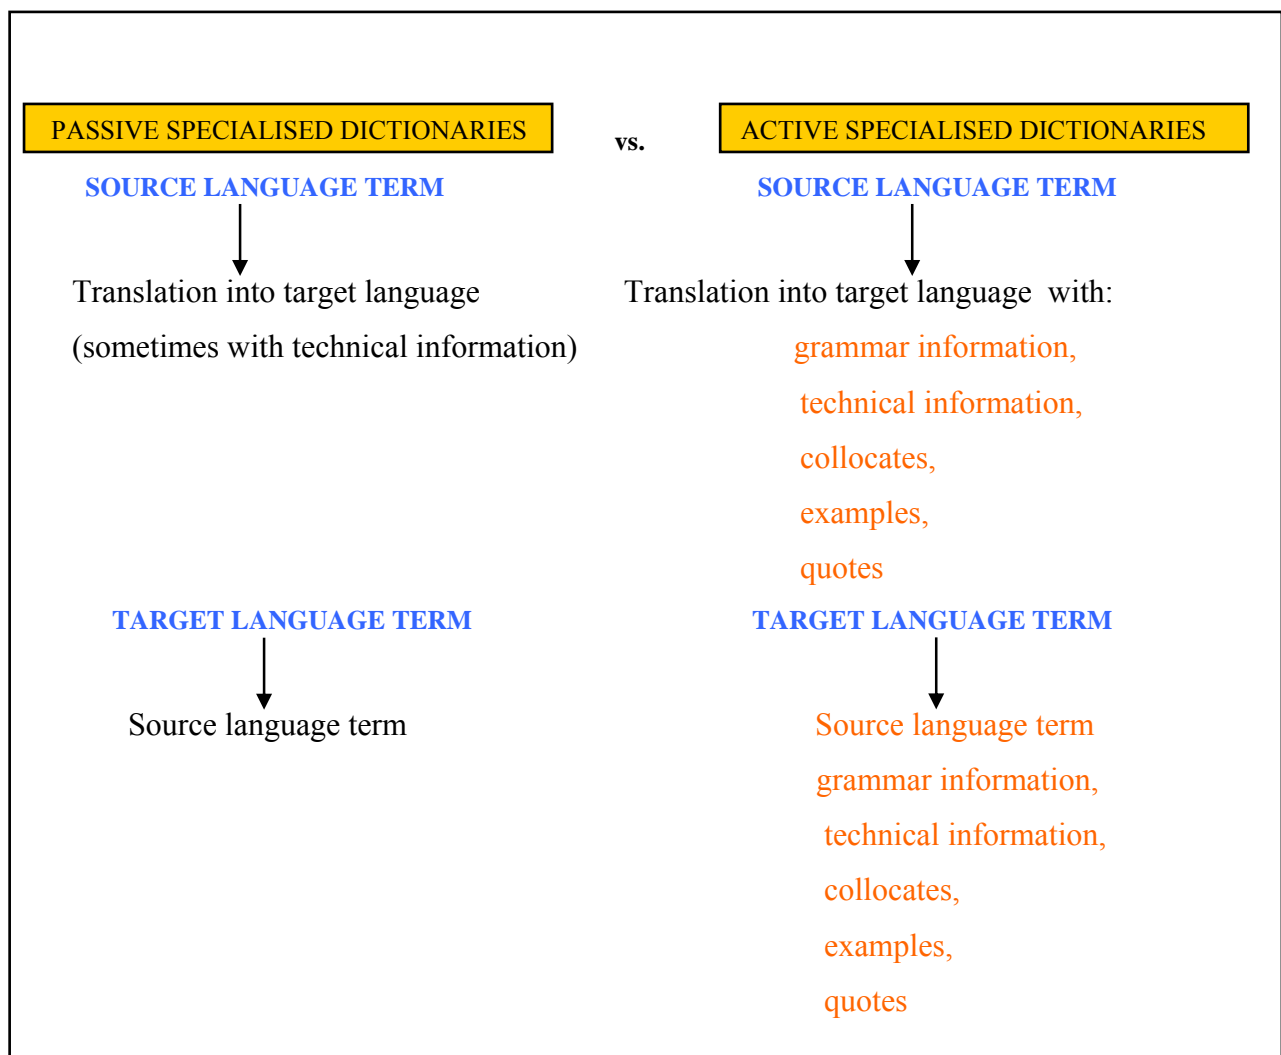 PASSIVE SPECIALISED DICTIONARIES
vs.
ACTIVE SPECIALISED DICTIONARIES
SOURCE LANGUAGE TERM
Translation into target language
(sometimes with technical information)
TARGET LANGUAGE TERM
Source language term
SOURCE LANGUAGE TERM
Translation into target language with:
grammar information,
technical information,
collocates,
examples,
quotes
TARGET LANGUAGE TERM
Source language term
grammar information,
technical information,
collocates,
examples,
quotes